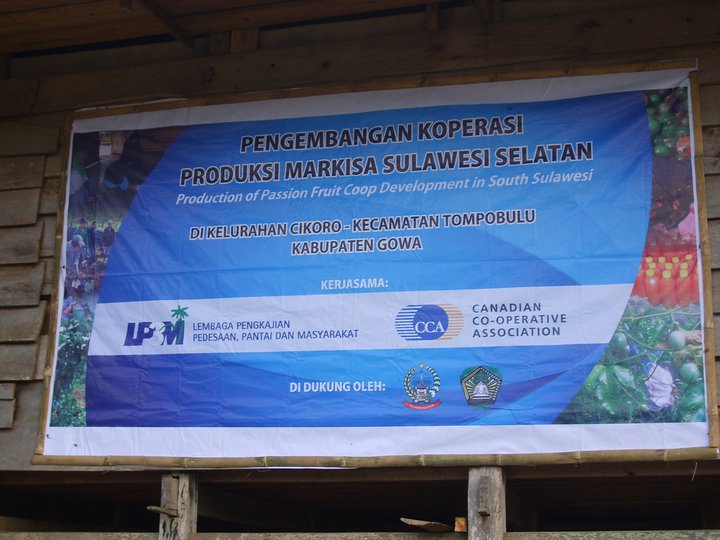 PENGEMBANGAN KOPERASI
PRODUKSI MARKISA SULAWESI SELATAN
Production of Passion Fruit Coop Development in South Sulawesi
DI KELURAHAN CIKORO - KECAMATAN TOMPOBULU
KABUPATEN GOWA
KERJASAMA:
LP3M
LEMBAGA PENGKAJIAN
PEDESAAN, PANTAI DAN MASYARAKAT
CCA
CANADIAN
CO-OPERATIVE
ASSOCIATION
DI DUKUNG OLEH: